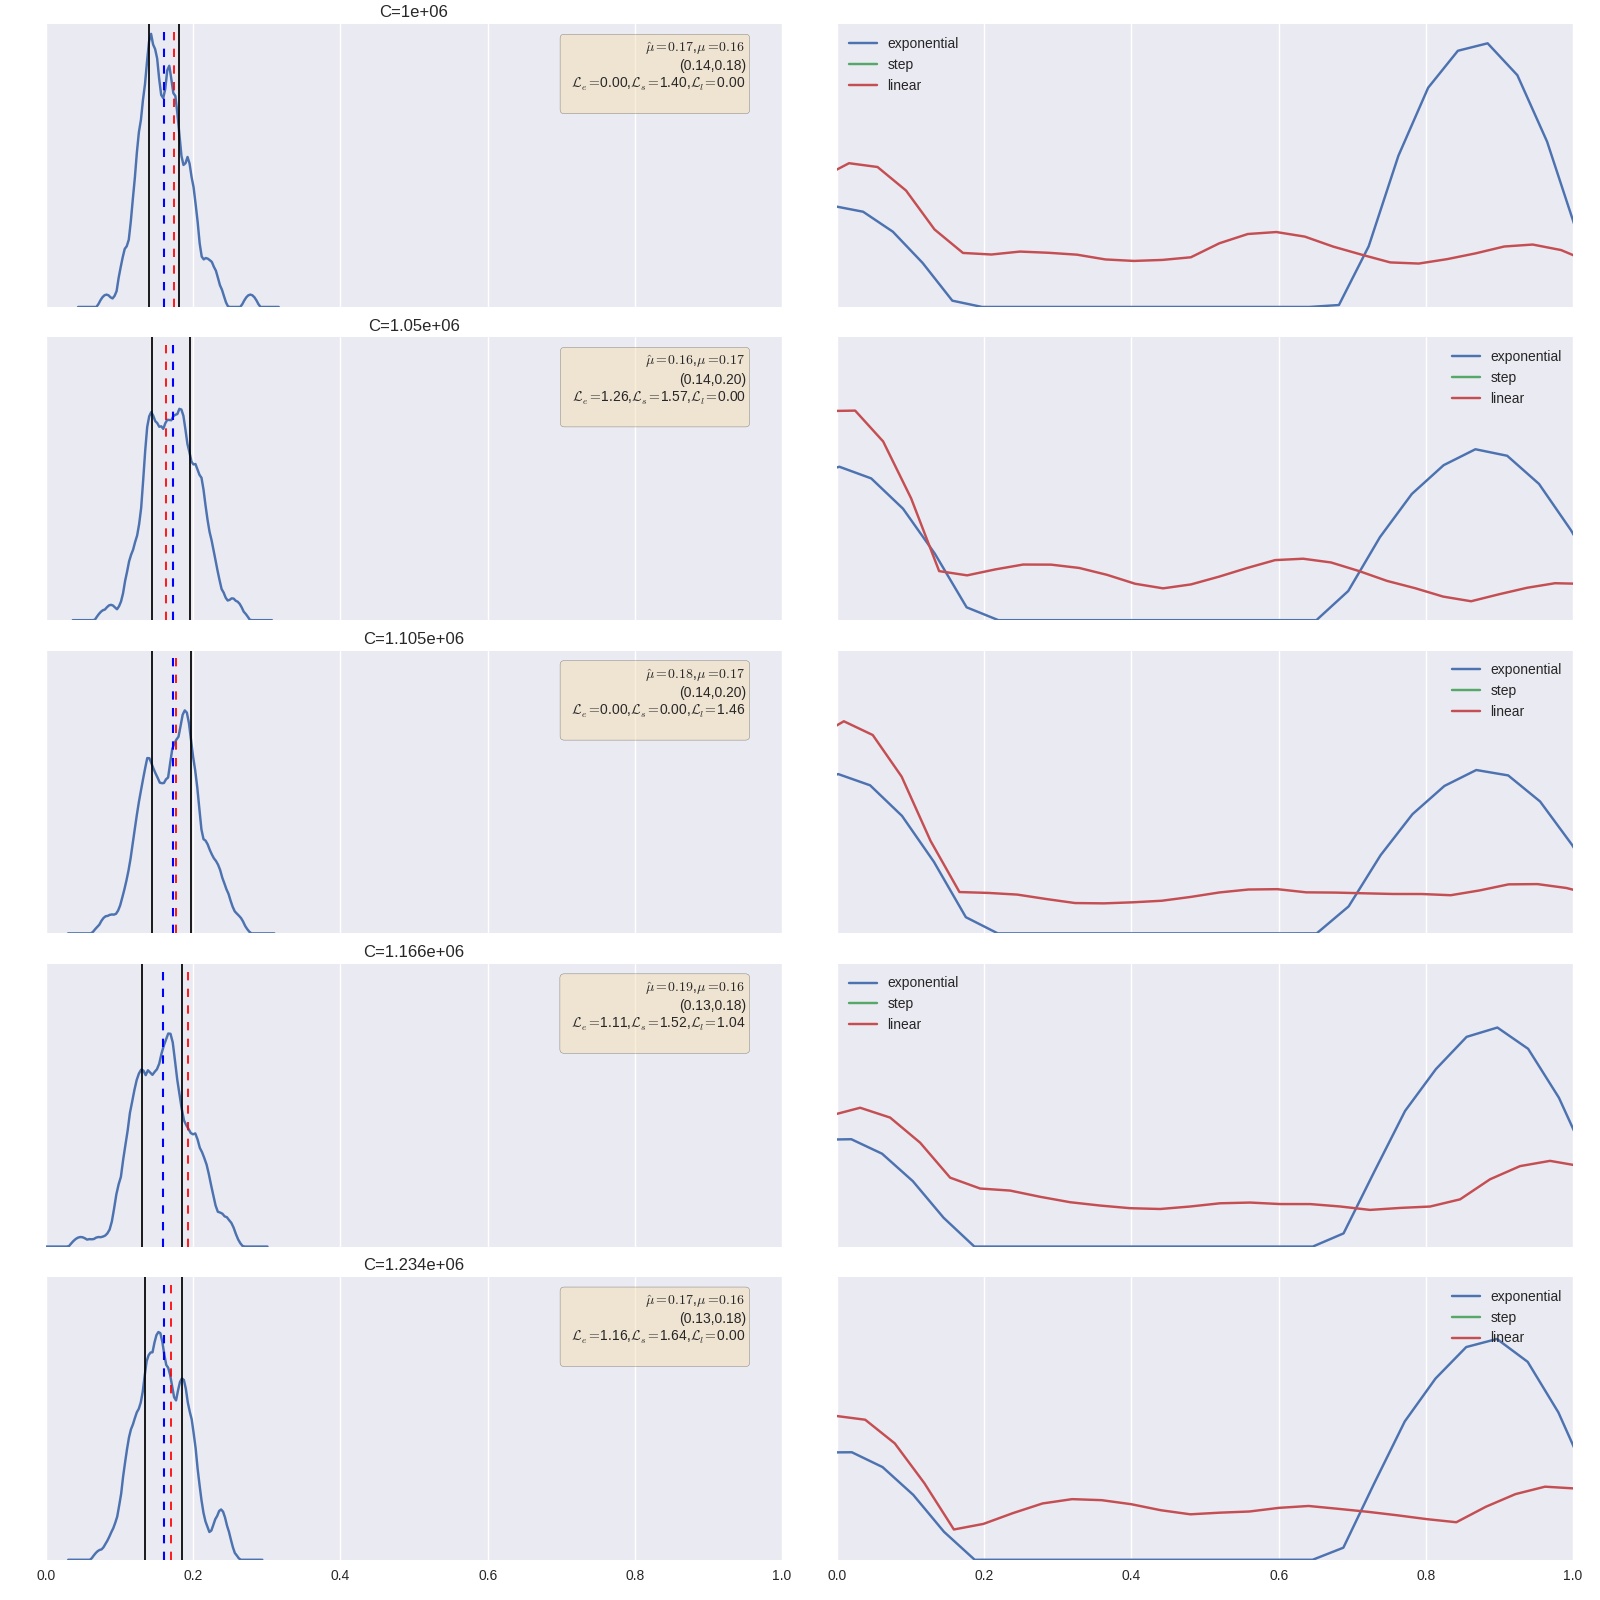 C=1e+06
μ̂=0.17,μ=0.16
(0.14,0.18)
ℒₑ=0.00,ℒₛ=1.40,ℒₗ=0.00
exponential
step
linear
C=1.05e+06
μ̂=0.16,μ=0.17
(0.14,0.20)
ℒₑ=1.26,ℒₛ=1.57,ℒₗ=0.00
exponential
step
linear
C=1.105e+06
μ̂=0.18,μ=0.17
(0.14,0.20)
ℒₑ=0.00,ℒₛ=0.00,ℒₗ=1.46
exponential
step
linear
C=1.166e+06
μ̂=0.19,μ=0.16
(0.13,0.18)
ℒₑ=1.11,ℒₛ=1.52,ℒₗ=1.04
exponential
step
linear
C=1.234e+06
μ̂=0.17,μ=0.16
(0.13,0.18)
ℒₑ=1.16,ℒₛ=1.64,ℒₗ=0.00
exponential
step
linear
0.0 0.2 0.4 0.6 0.8 1.0
0.0 0.2 0.4 0.6 0.8 1.0